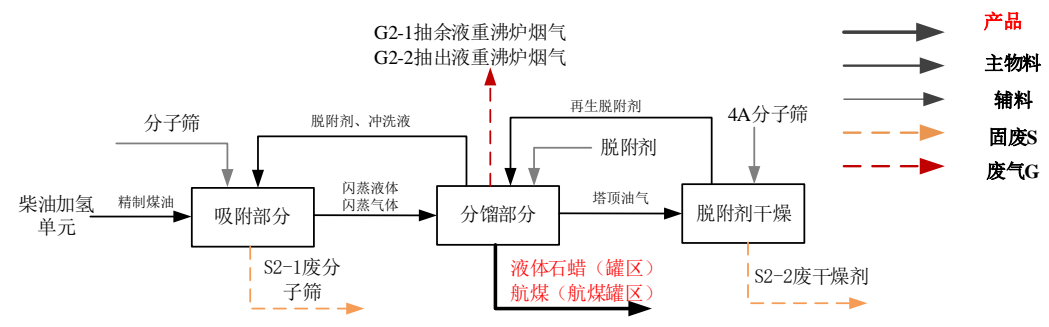 G2-1抽余液重沸炉烟气
G2-2抽出液重沸炉烟气
产品
主物料
辅料
固废S
废气G
分子筛
脱附剂、冲洗液
再生脱附剂
4A分子筛
脱附剂
柴油加氢
单元
精制煤油
吸附部分
闪蒸液体
闪蒸气体
分馏部分
塔顶油气
脱附剂干燥
S2-1废分
子筛
液体石蜡（罐区）
航煤（航煤罐区）
S2-2废干燥剂